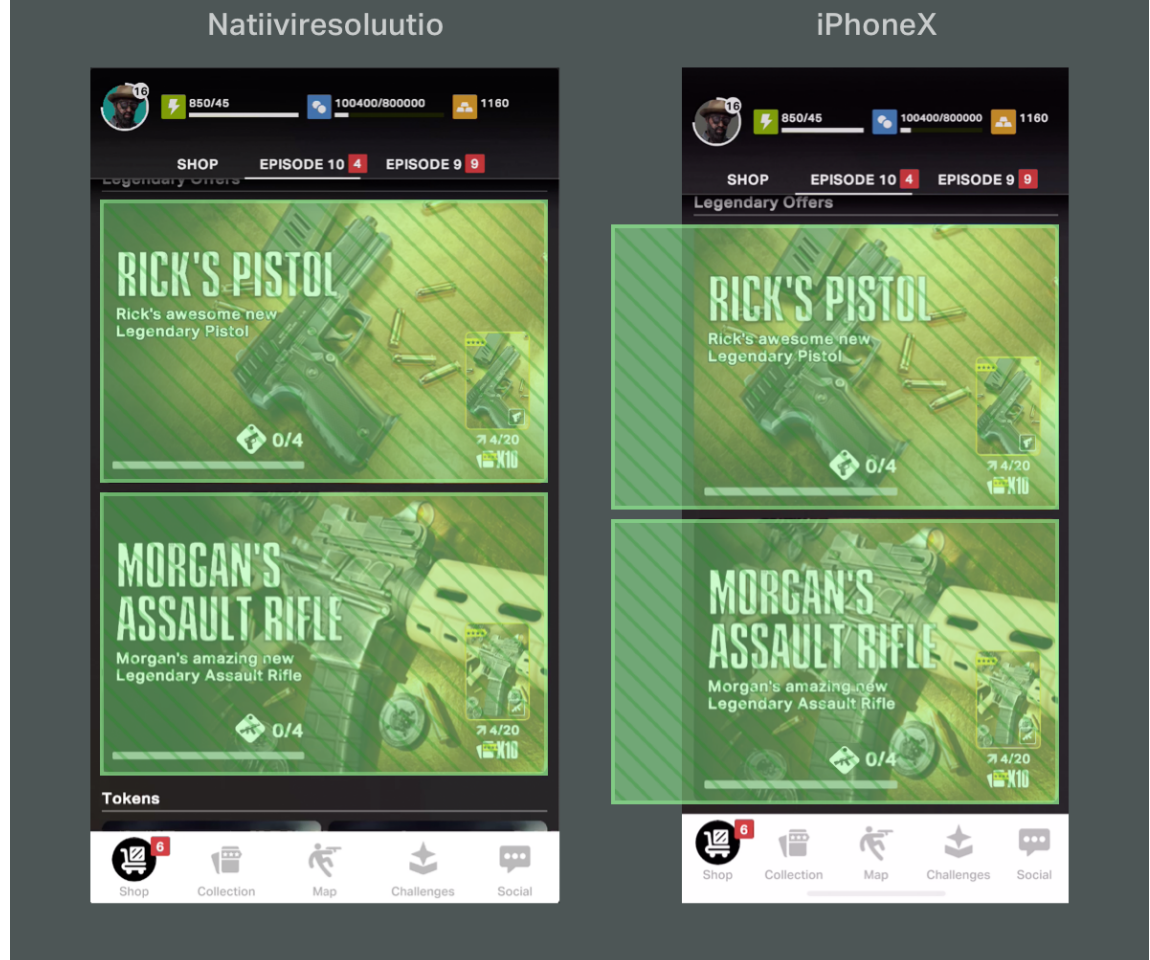 Natiiviresoluutio
16
850/45
100400/800000
1160
SHOP
EPISODE 10 4
EPISODE 9 9
Legendary Offers
RICK'S PISTOL
Rick's awesome new
Legendary Pistol
0/4
4/20
X16
MORGAN'S
ASSAULT RIFLE
Morgan's amazing new
Legendary Assault Rifle
0/4
4/20
X16
Tokens
6
Shop
Collection
Map
Challenges
Social
iPhoneX
16
850/45
100400/800000
1160
SHOP
EPISODE 10 4
EPISODE 9 9
Legendary Offers
RICK'S PISTOL
Rick's awesome new
Legendary Pistol
0/4
4/20
X10
MORGAN'S
ASSAULT RIFLE
Morgan's amazing new
Legendary Assault Rifle
0/4
4/20
X10
6
Shop
Collection
Map
Challenges
Social